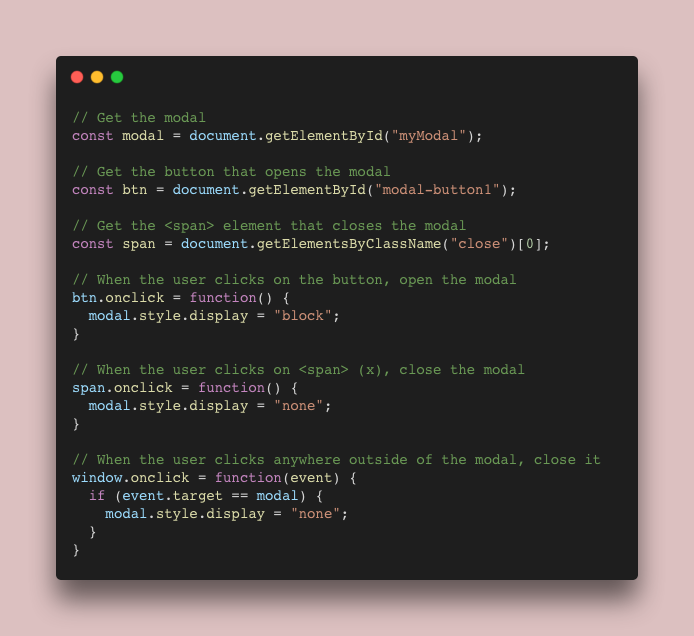 // Get the modal
const modal = document.getElementById("myModal");

// Get the button that opens the modal
const btn = document.getElementById("modal-button1");

// Get the <span> element that closes the modal
const span = document.getElementsByClassName("close")[0];

// When the user clicks on the button, open the modal
btn.onclick = function() {
  modal.style.display = "block";
}

// When the user clicks on <span> (x), close the modal
span.onclick = function() {
  modal.style.display = "none";
}

// When the user clicks anywhere outside of the modal, close it
window.onclick = function(event) {
  if (event.target == modal) {
    modal.style.display = "none";
  }
}